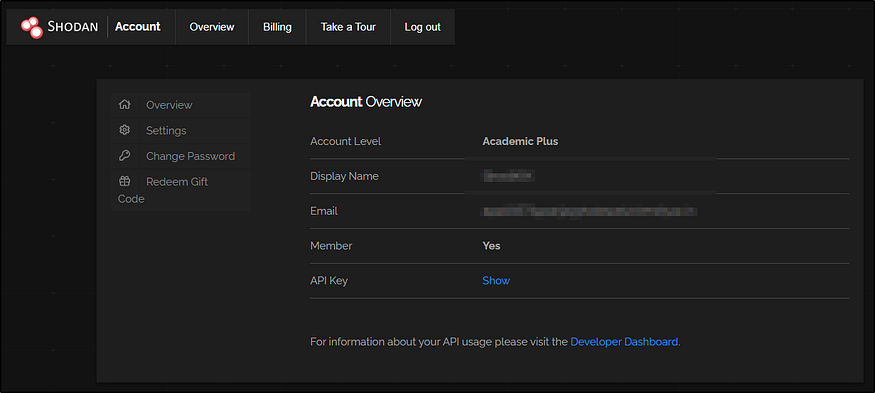 SHODAN Account Overview Billing Take a Tour Log out
Overview
Settings
Change Password
Redeem Gift
Code
Account Overview
Account Level Academic Plus
Display Name
Email
Member Yes
API Key Show
For information about your API usage please visit the Developer Dashboard.